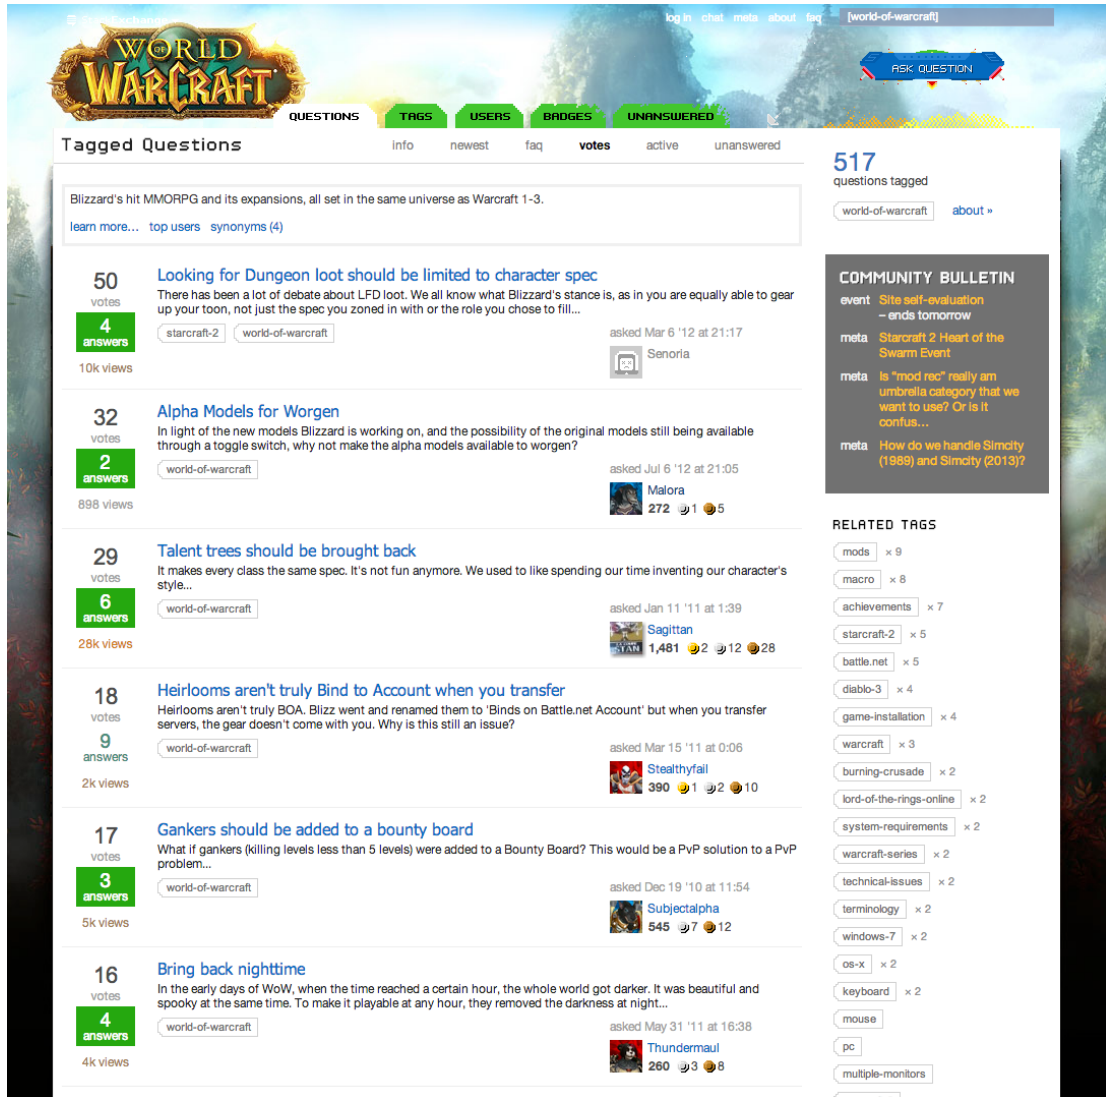 log in chat meta about faq [world-of-warcraft]
WORLD OF WARCRAFT
ASK QUESTION
QUESTIONS TAGS USERS BADGES UNANSWERED
Tagged Questions info newest faq votes active unanswered
Blizzard's hit MMORPG and its expansions, all set in the same universe as Warcraft 1-3.
learn more... top users synonyms (4)
50
votes
4
answers
10k views
Looking for Dungeon loot should be limited to character spec
There has been a lot of debate about LFD loot. We all know what Blizzard's stance is, as in you are equally able to gear
up your toon, not just the spec you zoned in with or the role you chose to fill...
starcraft-2 world-of-warcraft
asked Mar 6 '12 at 21:17
Senoria
32
votes
2
answers
898 views
Alpha Models for Worgen
In light of the new models Blizzard is working on, and the possibility of the original models still being available
through a toggle switch, why not make the alpha models available to worgen?
world-of-warcraft
asked Jul 6 '12 at 21:05
Malora
272 1 5
29
votes
6
answers
28k views
Talent trees should be brought back
It makes every class the same spec. It's not fun anymore. We used to like spending our time inventing our character's
style...
world-of-warcraft
asked Jan 11 '11 at 1:39
Sagittan
1,481 2 12 28
18
votes
9
answers
2k views
Heirlooms aren't truly Bind to Account when you transfer
Heirlooms aren't truly BOA. Blizz went and renamed them to 'Binds on Battle.net Account' but when you transfer
servers, the gear doesn't come with you. Why is this still an issue?
world-of-warcraft
asked Mar 15 '11 at 0:06
Stealthyfail
390 1 2 10
17
votes
3
answers
5k views
Gankers should be added to a bounty board
What if gankers (killing levels less than 5 levels) were added to a Bounty Board? This would be a PvP solution to a PvP
problem...
world-of-warcraft
asked Dec 19 '10 at 11:54
Subjectalpha
545 7 12
16
votes
4
answers
4k views
Bring back nighttime
In the early days of WoW, when the time reached a certain hour, the whole world got darker. It was beautiful and
spooky at the same time. To make it playable at any hour, they removed the darkness at night...
world-of-warcraft
asked May 31 '11 at 16:38
Thundermaul
260 3 8
517
questions tagged
world-of-warcraft about »
COMMUNITY BULLETIN
event Site self-evaluation
– ends tomorrow
meta Starcraft 2 Heart of the
Swarm Event
meta Is "mod rec" really am
umbrella category that we
want to use? Or is it
confus...
meta How do we handle Simcity
(1989) and Simcity (2013)?
RELATED TAGS
mods × 9
macro × 8
achievements × 7
starcraft-2 × 5
battle.net × 5
diablo-3 × 4
game-installation × 4
warcraft × 3
burning-crusade × 2
lord-of-the-rings-online × 2
system-requirements × 2
warcraft-series × 2
technical-issues × 2
terminology × 2
windows-7 × 2
os-x × 2
keyboard × 2
mouse
pc
multiple-monitors